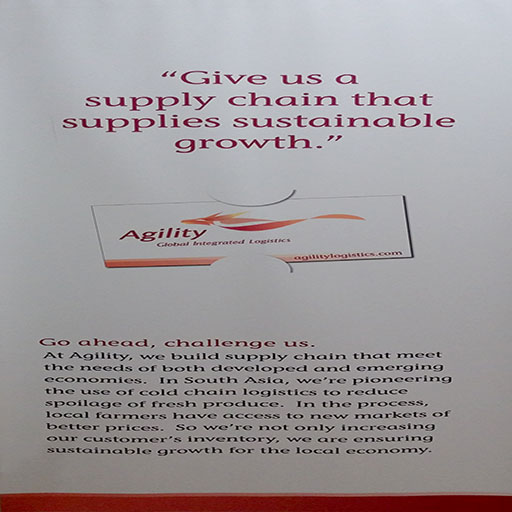 “Give us a
supply chain that
supplies sustainable
growth.”
Agility
Global Integrated Logistics
agilitylogistics.com
Go ahead, challenge us.
At Agility, we build supply chain that meet
the needs of both developed and emerging
economies. In South Asia, we’re pioneering
the use of cold chain logistics to reduce
spoilage of fresh produce. In the process,
local farmers have access to new markets of
better prices. So we’re not only increasing
our customer’s inventory, we are ensuring
sustainable growth for the local economy.